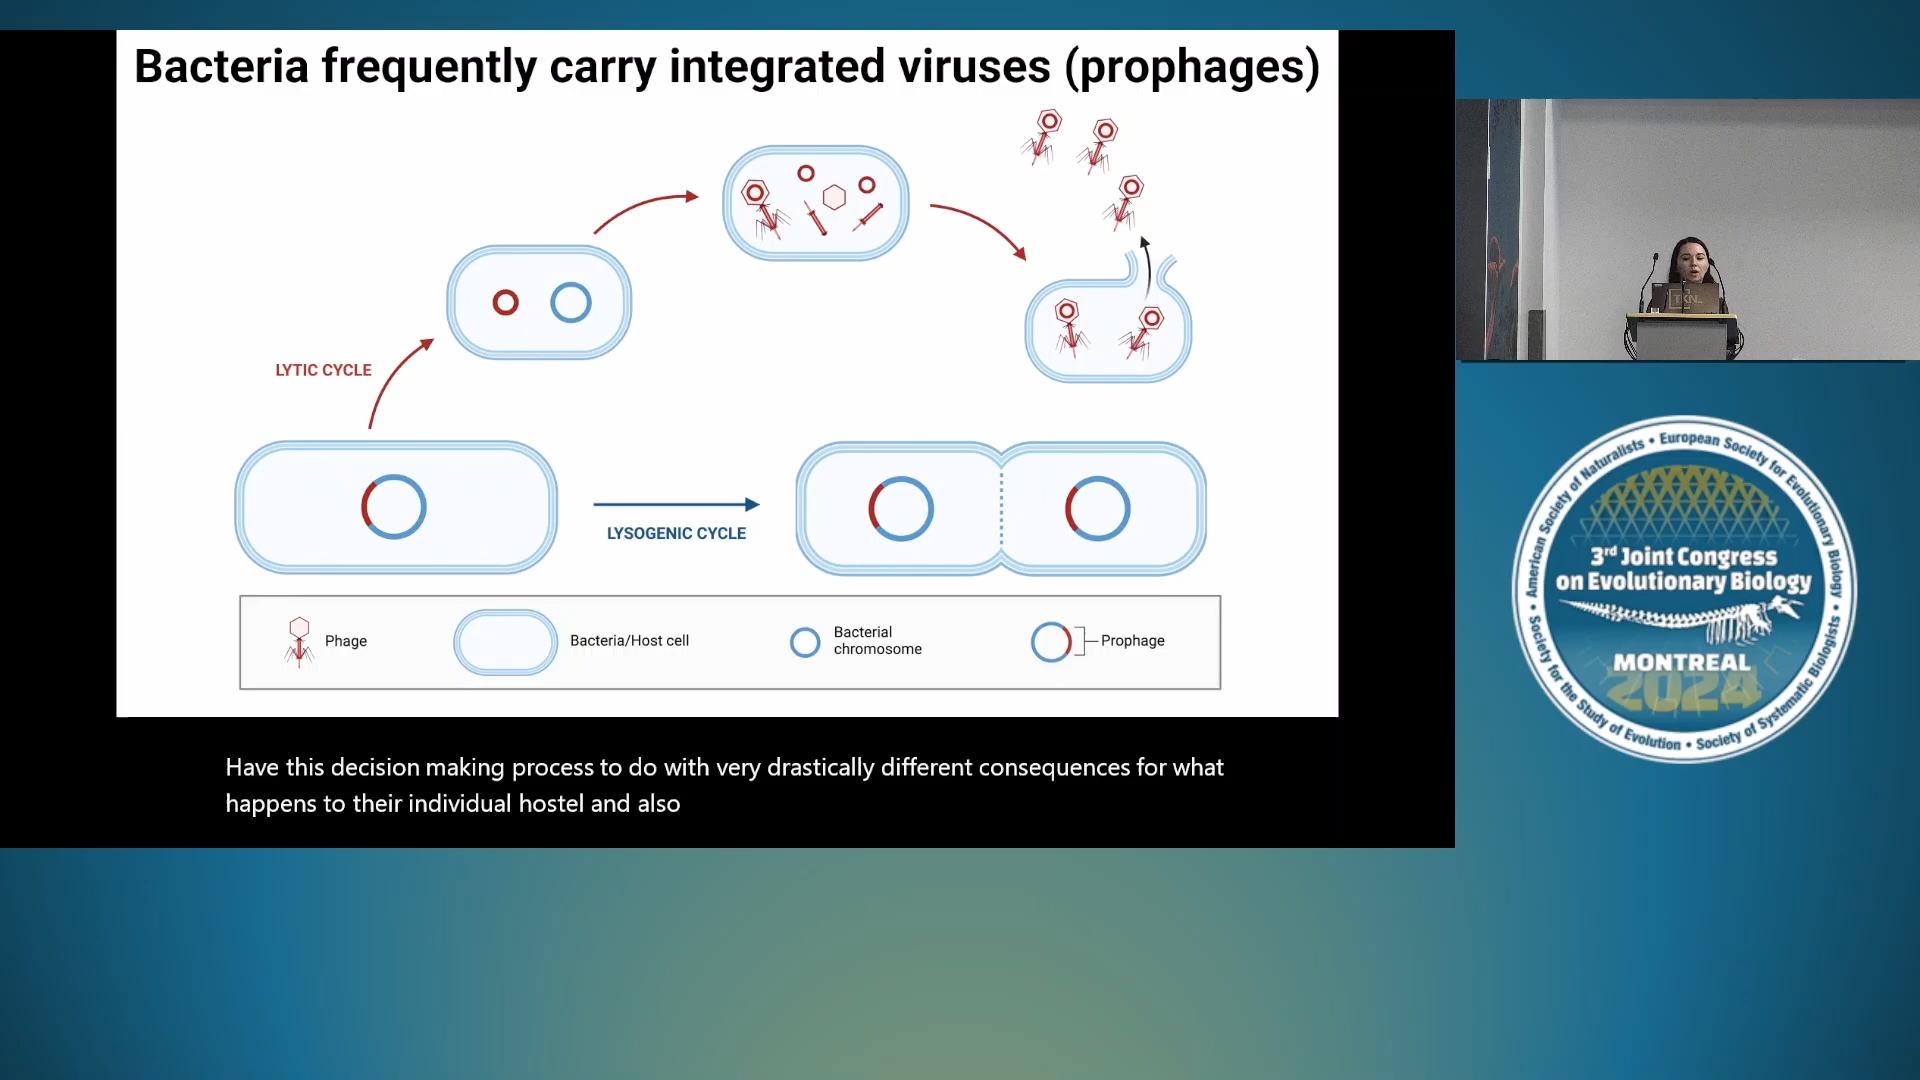 Bacteria frequently carry integrated viruses (prophages)
LYTIC CYCLE
LYSOGENIC CYCLE
Phage
Bacteria/Host cell
Bacterial
chromosome
Prophage
Have this decision making process to do with very drastically different consequences for what
happens to their individual hostel and also
TKNL
American Society of Naturalists • European Society for Evolutionary Biology •
Society for the Study of Evolution • Society of Systematic Biologists •
3rd Joint Congress
on Evolutionary Biology
MONTREAL
2024